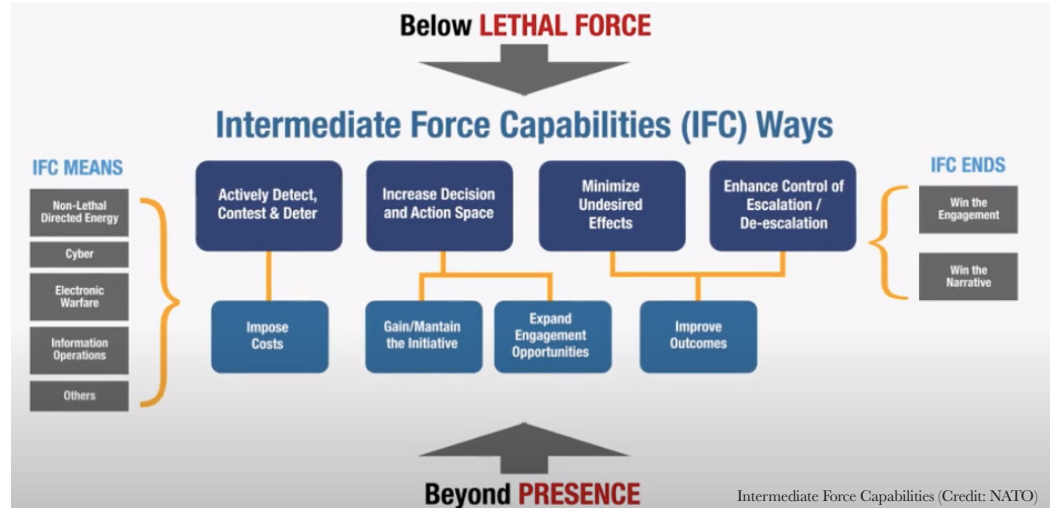 Below LETHAL FORCE
Intermediate Force Capabilities (IFC) Ways
IFC MEANS
Non-Lethal
Directed Energy
Cyber
Electronic
Warfare
Information
Operations
Others
Actively Detect,
Contest & Deter
Increase Decision
and Action Space
Minimize
Undesired
Effects
Enhance Control of
Escalation /
De-escalation
Impose
Costs
Gain/Mantain
the Initiative
Expand
Engagement
Opportunities
Improve
Outcomes
IFC ENDS
Win the
Engagement
Win the
Narrative
Beyond PRESENCE
Intermediate Force Capabilities (Credit: NATO)